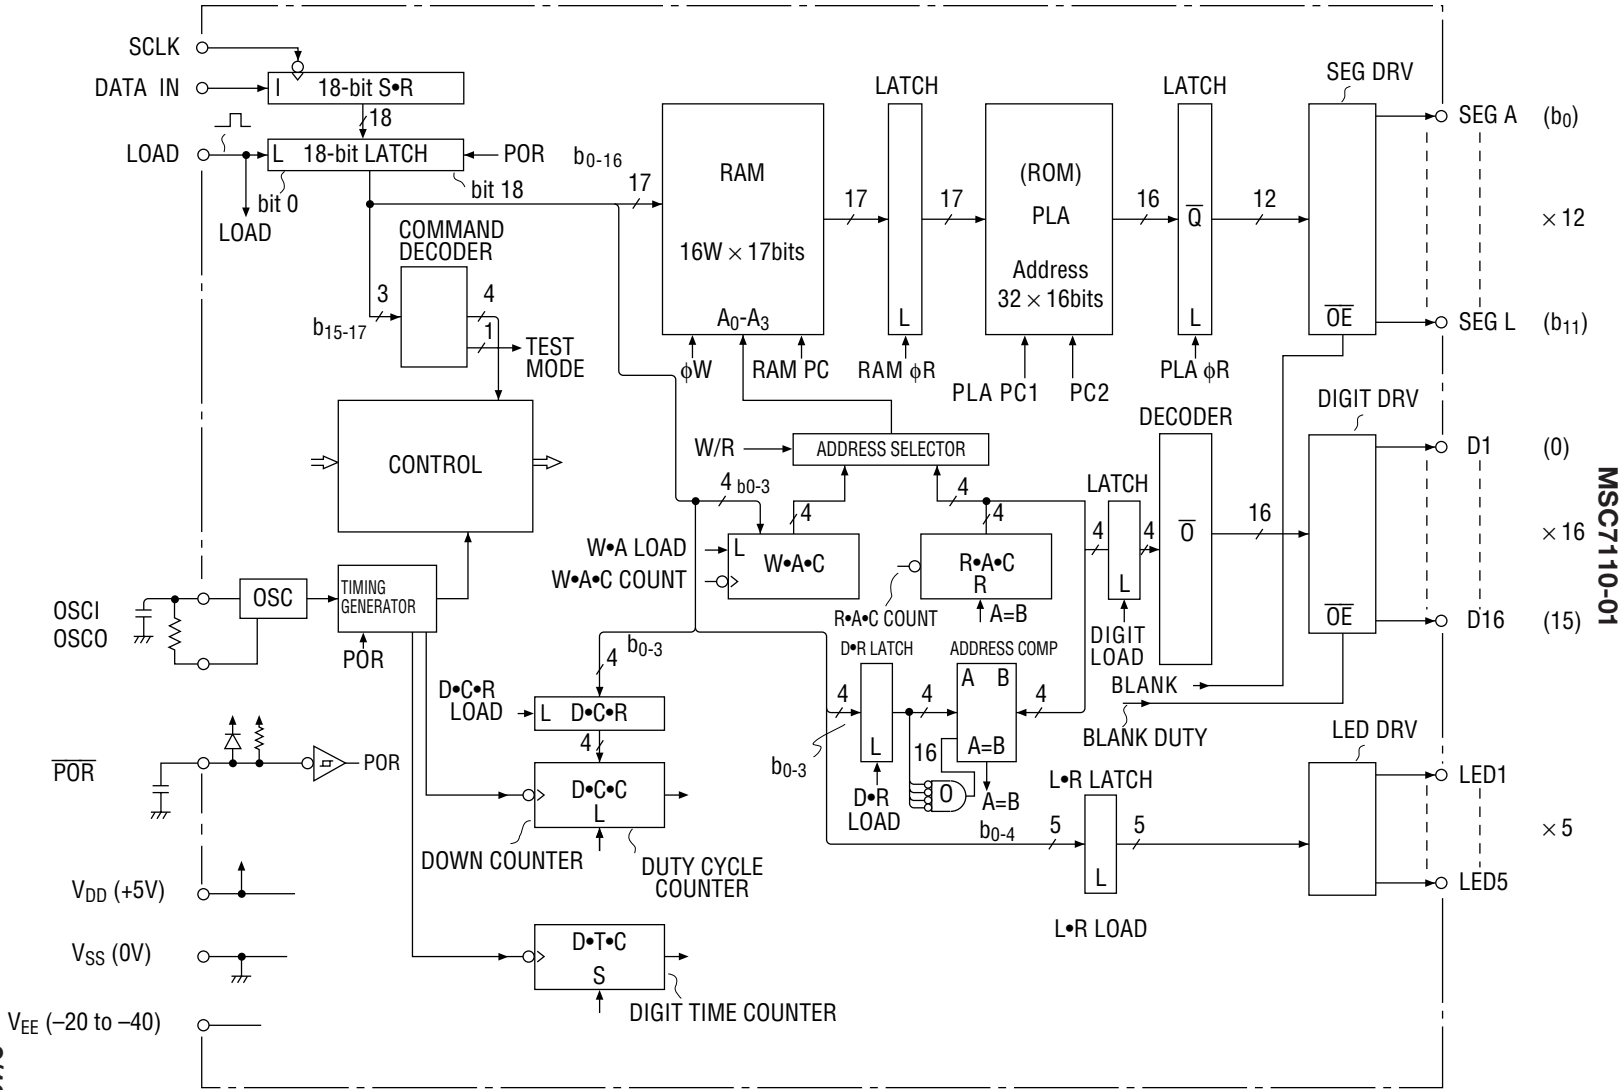 SCLK
DATA IN
I 18-bit S•R
18
LOAD
L 18-bit LATCH
POR
bit 0
bit 18
LOAD
b0-16
17
COMMAND
DECODER
3
4
1
b15-17
TEST
MODE
RAM
16W × 17bits
A0-A3
φW
RAM PC
17
LATCH
L
RAM φR
17
(ROM)
PLA
Address
32 × 16bits
PLA PC1
PC2
16
LATCH
Q̅
L
PLA φR
12
SEG DRV
O̅E̅
SEG A (b0)
× 12
SEG L (b11)
CONTROL
W/R
ADDRESS SELECTOR
4 b0-3
4
4
4
W•A LOAD
L
W•A•C
W•A•C COUNT
R•A•C
R
R•A•C COUNT
A=B
4
LATCH
L
DIGIT
LOAD
4
DECODER
O̅
16
DIGIT DRV
O̅E̅
D1 (0)
× 16
D16 (15)
BLANK
BLANK DUTY
MSC7110-01
OSCI
OSCO
OSC
TIMING
GENERATOR
POR
b0-3
4
D•C•R
LOAD
L D•C•R
4
D•C•C
L
DOWN COUNTER
DUTY CYCLE
COUNTER
D•R LATCH
4
L
b0-3
D•R
LOAD
4
ADDRESS COMP
A B
A=B
4
16
O
A=B
P̅O̅R̅
POR
b0-4
5
L•R LATCH
L
5
L•R LOAD
LED DRV
LED1
× 5
LED5
VDD (+5V)
VSS (0V)
VEE (–20 to –40)
D•T•C
S
DIGIT TIME COUNTER